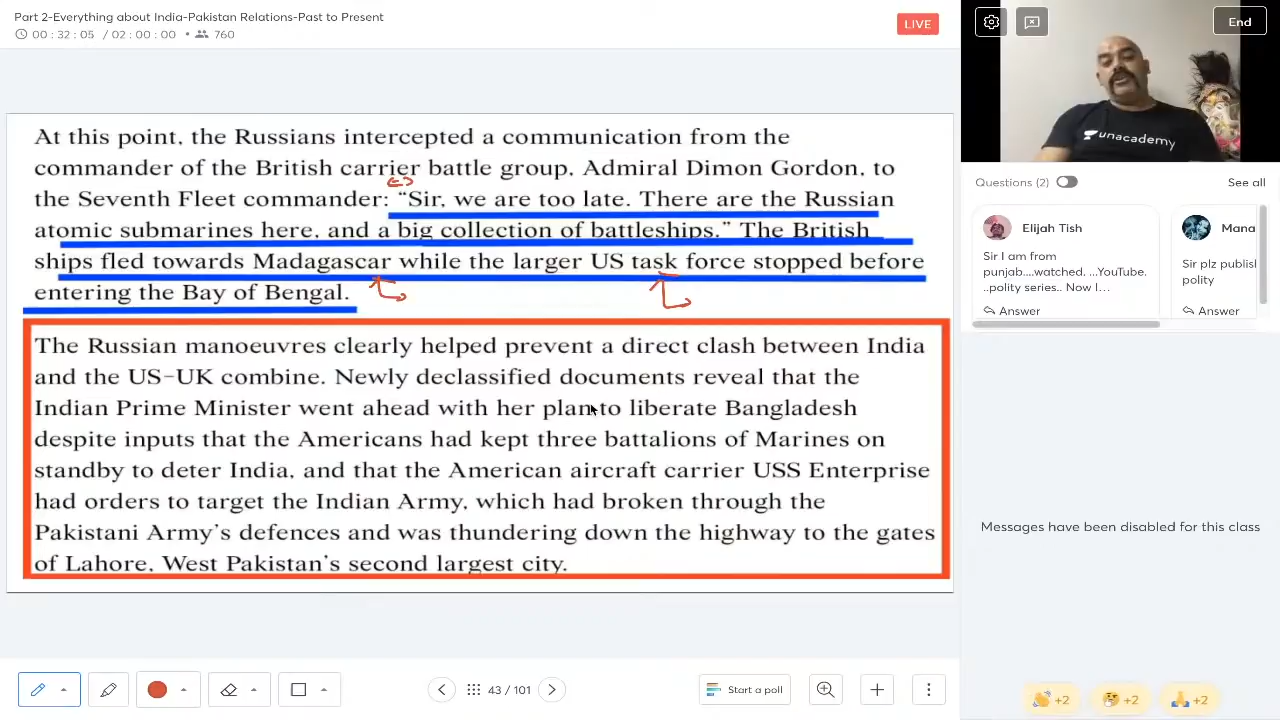 Part 2-Everything about India-Pakistan Relations-Past to Present
00 : 32 : 05 / 02 : 00 : 00 • 760
LIVE
End
unacademy
At this point, the Russians intercepted a communication from the
commander of the British carrier battle group, Admiral Dimon Gordon, to
the Seventh Fleet commander: “Sir, we are too late. There are the Russian
atomic submarines here, and a big collection of battleships.” The British
ships fled towards Madagascar while the larger US task force stopped before
entering the Bay of Bengal.
The Russian manoeuvres clearly helped prevent a direct clash between India
and the US-UK combine. Newly declassified documents reveal that the
Indian Prime Minister went ahead with her plan to liberate Bangladesh
despite inputs that the Americans had kept three battalions of Marines on
standby to deter India, and that the American aircraft carrier USS Enterprise
had orders to target the Indian Army, which had broken through the
Pakistani Army's defences and was thundering down the highway to the gates
of Lahore, West Pakistan's second largest city.
Questions (2)
See all
Elijah Tish
Sir I am from
punjab....watched. ...YouTube.
..polity series.. Now I...
Answer
Mana
Sir plz publisl
polity
Answer
Messages have been disabled for this class
43 / 101
Start a poll
+2
+2
+2